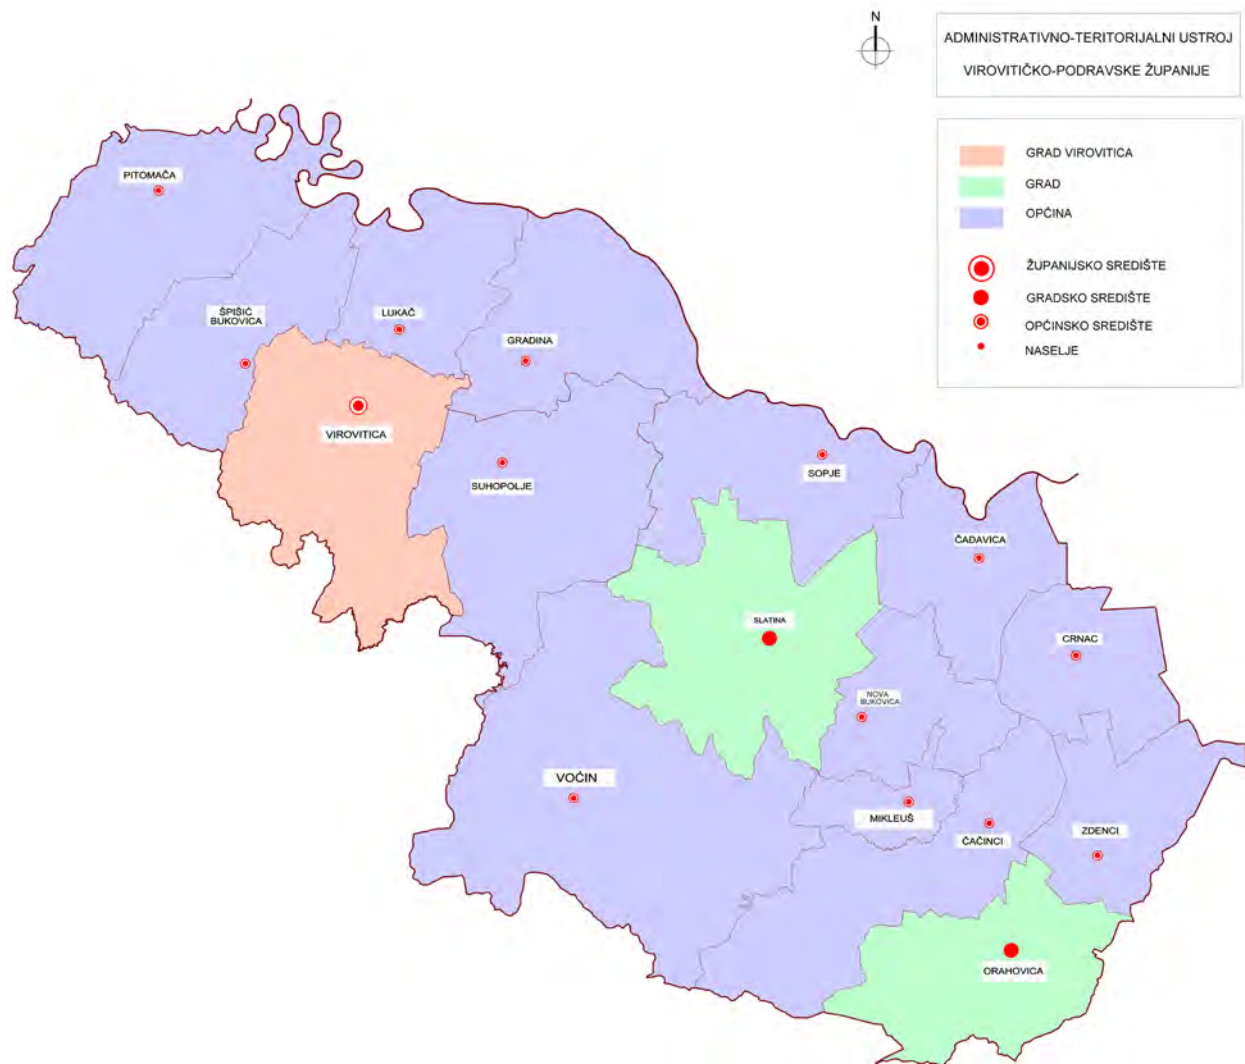 N
ADMINISTRATIVNO-TERITORIJALNI USTROJ
VIROVITIČKO-PODRAVSKE ŽUPANIJE
GRAD VIROVITICA
GRAD
OPĆINA
ŽUPANIJSKO SREDIŠTE
GRADSKO SREDIŠTE
OPĆINSKO SREDIŠTE
NASELJE
PITOMAČA
ŠPIŠIĆ
BUKOVICA
LUKAČ
GRADINA
VIROVITICA
SUHOPOLJE
SOPJE
ČAĐAVICA
SLATINA
CRNAC
NOVA
BUKOVICA
VOĆIN
MIKLEUŠ
ČAČINCI
ZDENCI
ORAHOVICA